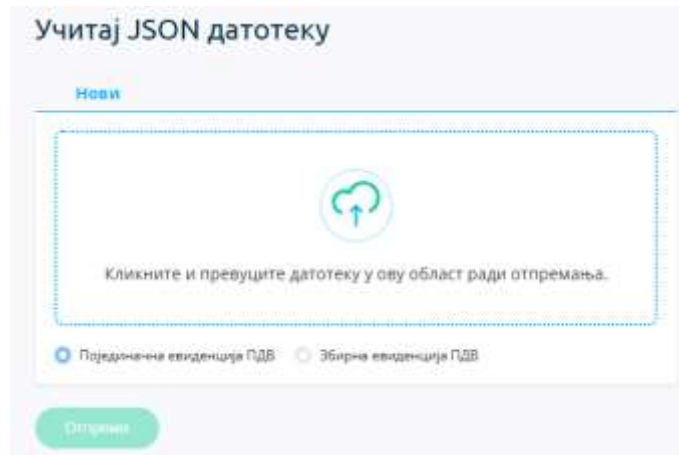 Учитај JSON датотеку
Нови
Кликните и превуците датотеку у ову област ради отпремања.
Појединачна евиденција ПДВ
Збирна евиденција ПДВ
Отпреми